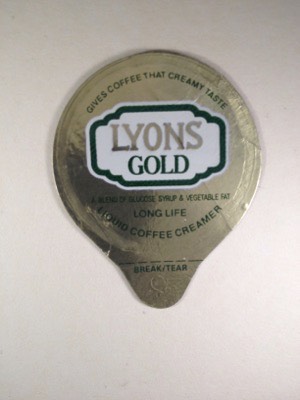 GIVES COFFEE THAT CREAMY TASTE
LYONS
GOLD
A BLEND OF GLUCOSE SYRUP & VEGETABLE FAT
LONG LIFE
LIQUID COFFEE CREAMER
BREAK/TEAR